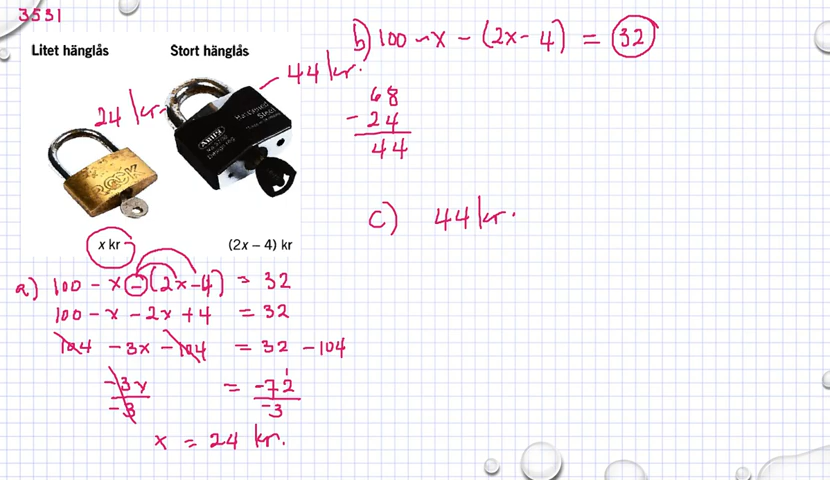 3531
Litet hänglås
Stort hänglås
44 kr.
24 kr
ABUS
ROCK
x kr
(2x – 4) kr
a) 100 - x - (2x - 4) = 32
100 - x - 2x + 4 = 32
104 - 3x - 104 = 32 - 104
-3x = -72
-3 -3
x = 24 kr.
b) 100 - x - (2x - 4) = 32
68
- 24
44
c) 44 kr.